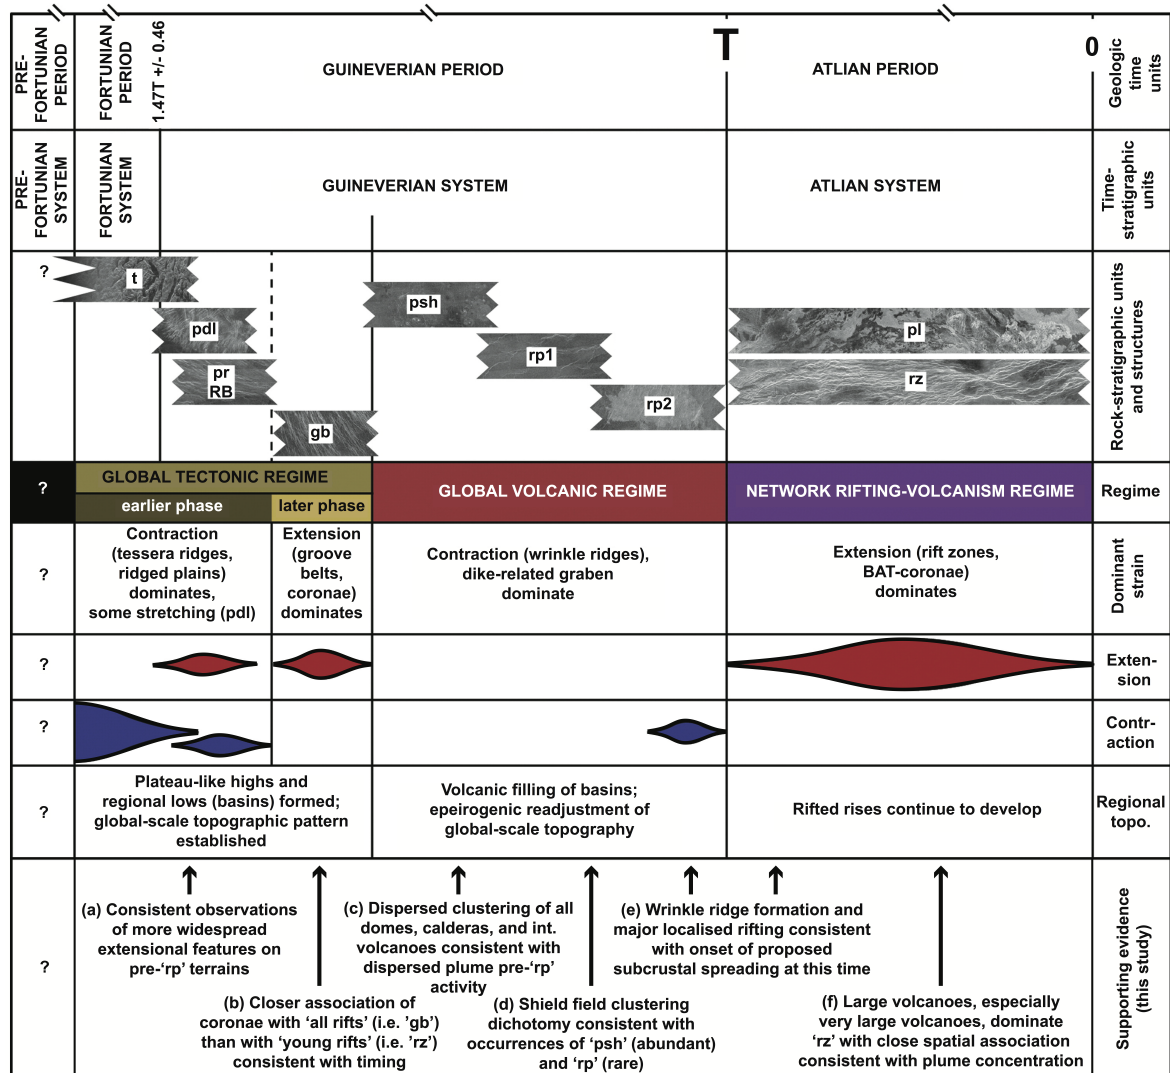 PRE-
FORTUNIAN
PERIOD
FORTUNIAN
PERIOD
1.47T +/- 0.46
GUINEVERIAN PERIOD
T
ATLIAN PERIOD
0
Geologic
time
units
PRE-
FORTUNIAN
SYSTEM
FORTUNIAN
SYSTEM
GUINEVERIAN SYSTEM
ATLIAN SYSTEM
Time-
stratigraphic
units
?
t
pdl
pr
RB
gb
psh
rp1
rp2
pl
rz
Rock-stratigraphic units
and structures
?
GLOBAL TECTONIC REGIME
earlier phase
later phase
GLOBAL VOLCANIC REGIME
NETWORK RIFTING-VOLCANISM REGIME
Regime
?
Contraction
(tessera ridges,
ridged plains)
dominates,
some stretching (pdl)
Extension
(groove
belts,
coronae)
dominates
Contraction (wrinkle ridges),
dike-related graben
dominate
Extension (rift zones,
BAT-coronae)
dominates
Dominant
strain
?
Exten-
sion
?
Contr-
action
?
Plateau-like highs and
regional lows (basins) formed;
global-scale topographic pattern
established
Volcanic filling of basins;
epeirogenic readjustment of
global-scale topography
Rifted rises continue to develop
Regional
topo.
?
(a) Consistent observations
of more widespread
extensional features on
pre-‘rp’ terrains
(b) Closer association of
coronae with ‘all rifts’ (i.e. ’gb’)
than with ‘young rifts’ (i.e. ’rz’)
consistent with timing
(c) Dispersed clustering of all
domes, calderas, and int.
volcanoes consistent with
dispersed plume pre-‘rp’
activity
(d) Shield field clustering
dichotomy consistent with
occurrences of ‘psh’ (abundant)
and ‘rp’ (rare)
(e) Wrinkle ridge formation and
major localised rifting consistent
with onset of proposed
subcrustal spreading at this time
(f) Large volcanoes, especially
very large volcanoes, dominate
‘rz’ with close spatial association
consistent with plume concentration
Supporting evidence
(this study)